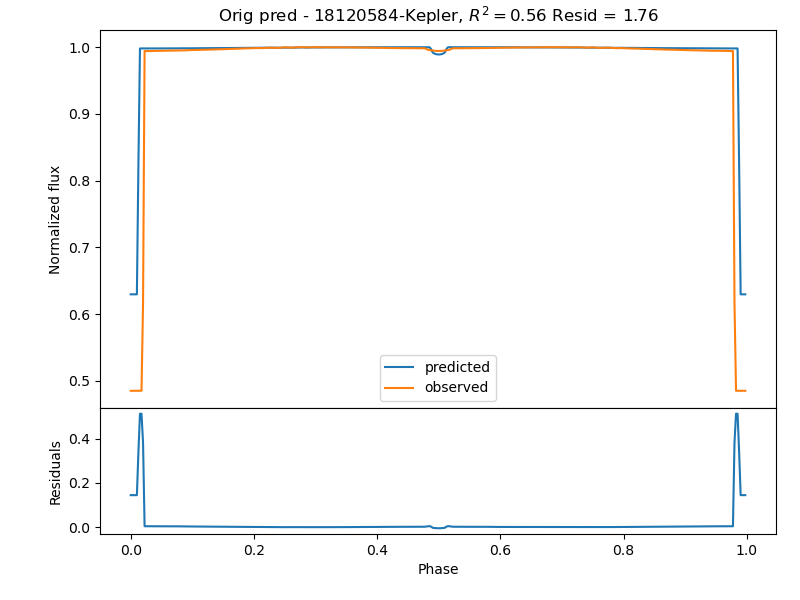 Orig pred - 18120584-Kepler, $R^2 = 0.56$ Resid = 1.76
Normalized flux
1.0
0.9
0.8
0.7
0.6
0.5
predicted
observed
Residuals
0.4
0.2
0.0
0.0 0.2 0.4 0.6 0.8 1.0
Phase